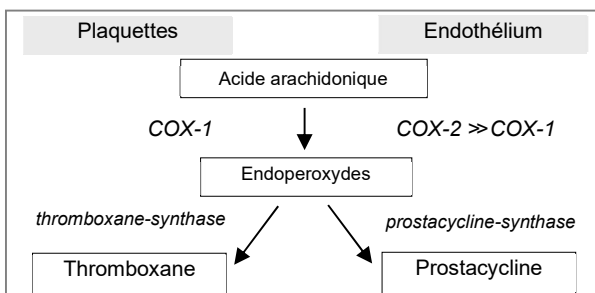 Plaquettes
Endothélium
Acide arachidonique
COX-1
COX-2 >> COX-1
Endoperoxydes
thromboxane-synthase
prostacycline-synthase
Thromboxane
Prostacycline